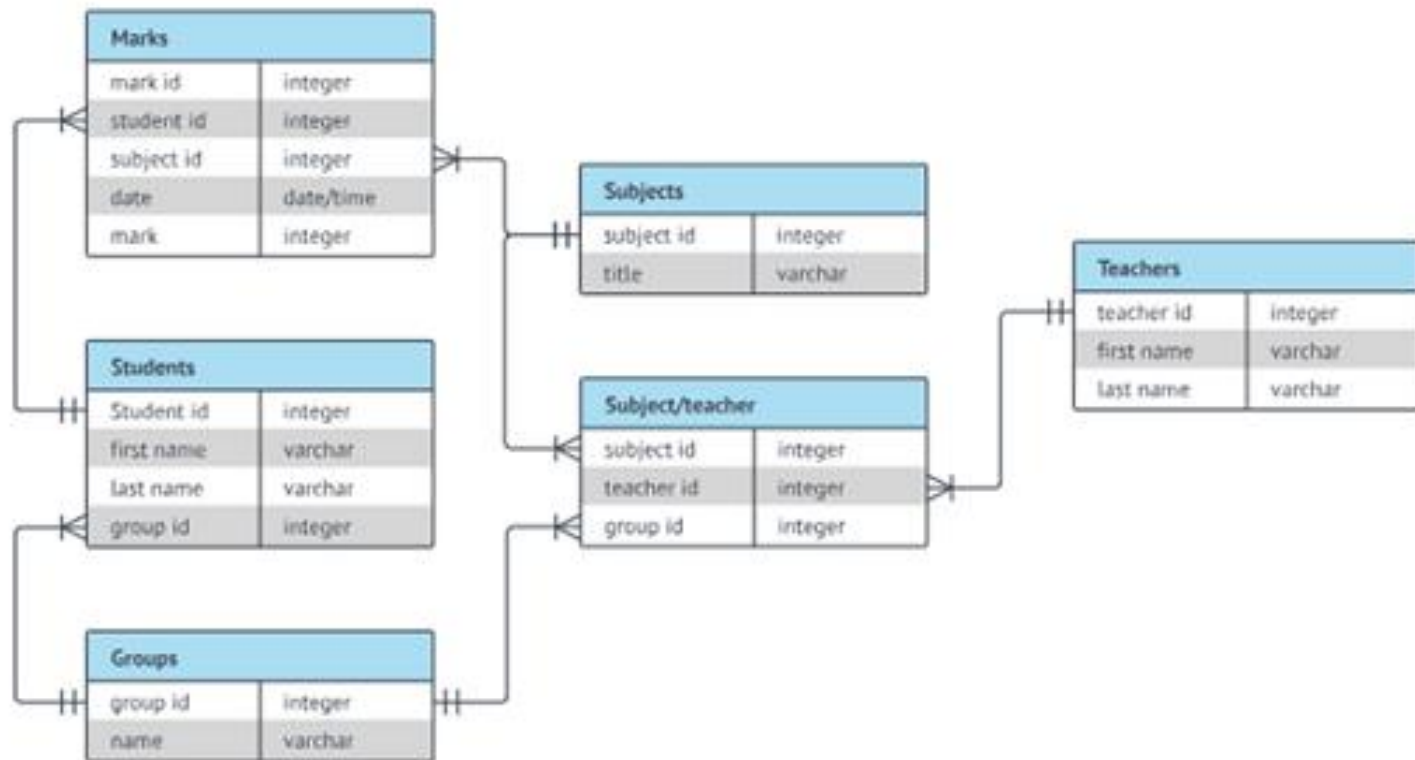 Marks
mark id integer
student id integer
subject id integer
date date/time
mark integer
Students
Student id integer
first name varchar
last name varchar
group id integer
Groups
group id integer
name varchar
Subjects
subject id integer
title varchar
Subject/teacher
subject id integer
teacher id integer
group id integer
Teachers
teacher id integer
first name varchar
last name varchar